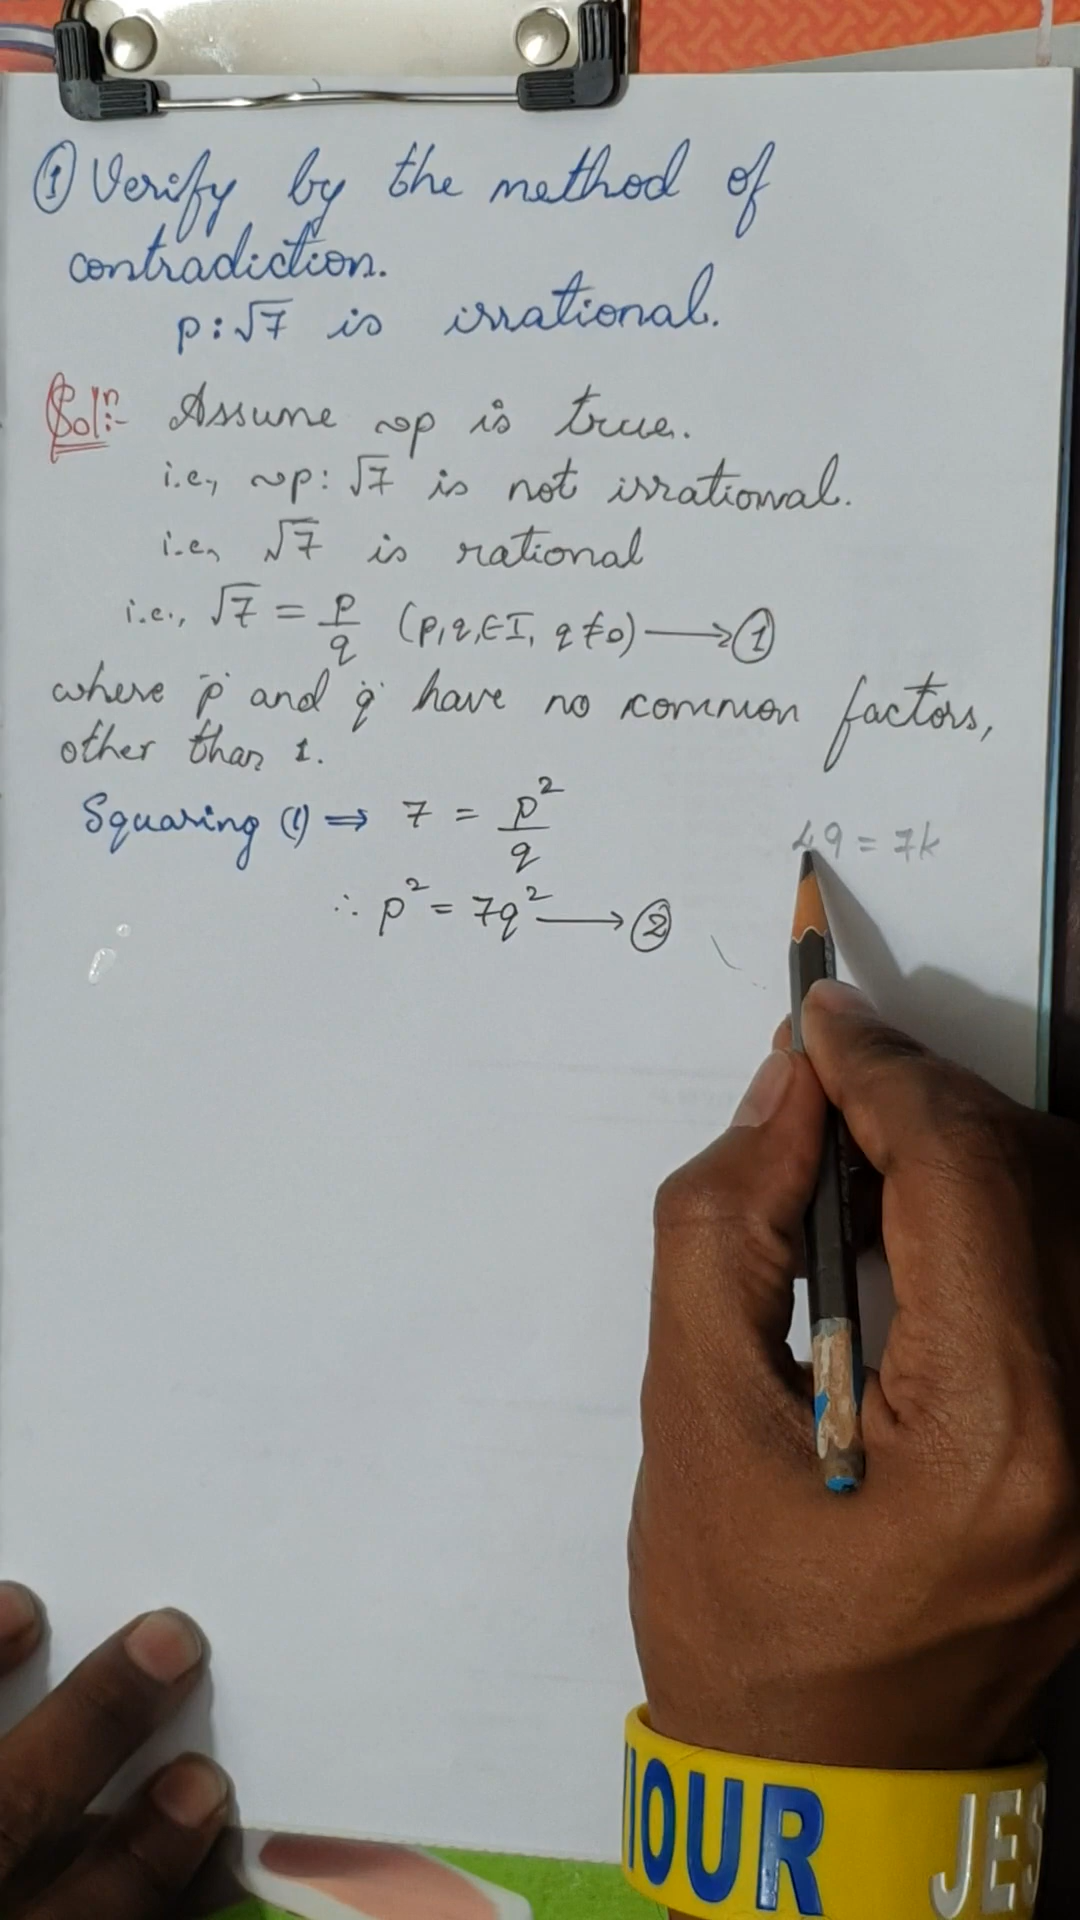 ① Verify by the method of
contradiction.
p: √7 is irrational.
Solⁿ:- Assume ~p is true.
i.e., ~p: √7 is not irrational.
i.e., √7 is rational
i.e., √7 = p/q (p, q, ∈ I, q ≠ 0) ⟶ ①
where p and q have no common factors,
other than 1.
Squaring (1) ⇒ 7 = p²/q
49 = 7k
∴ p² = 7q² ⟶ ②
IOUR JES